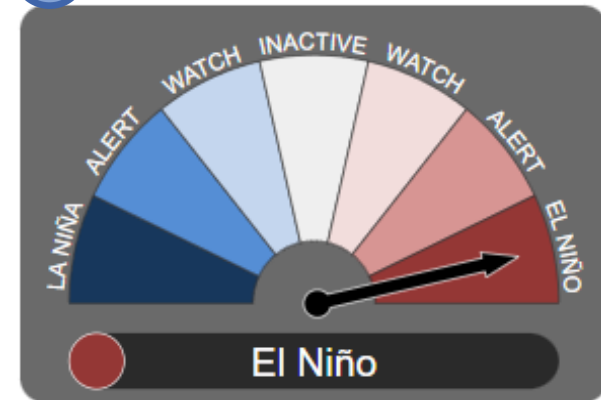 LA NIÑA
ALERT
WATCH
INACTIVE
WATCH
ALERT
EL NIÑO
El Niño